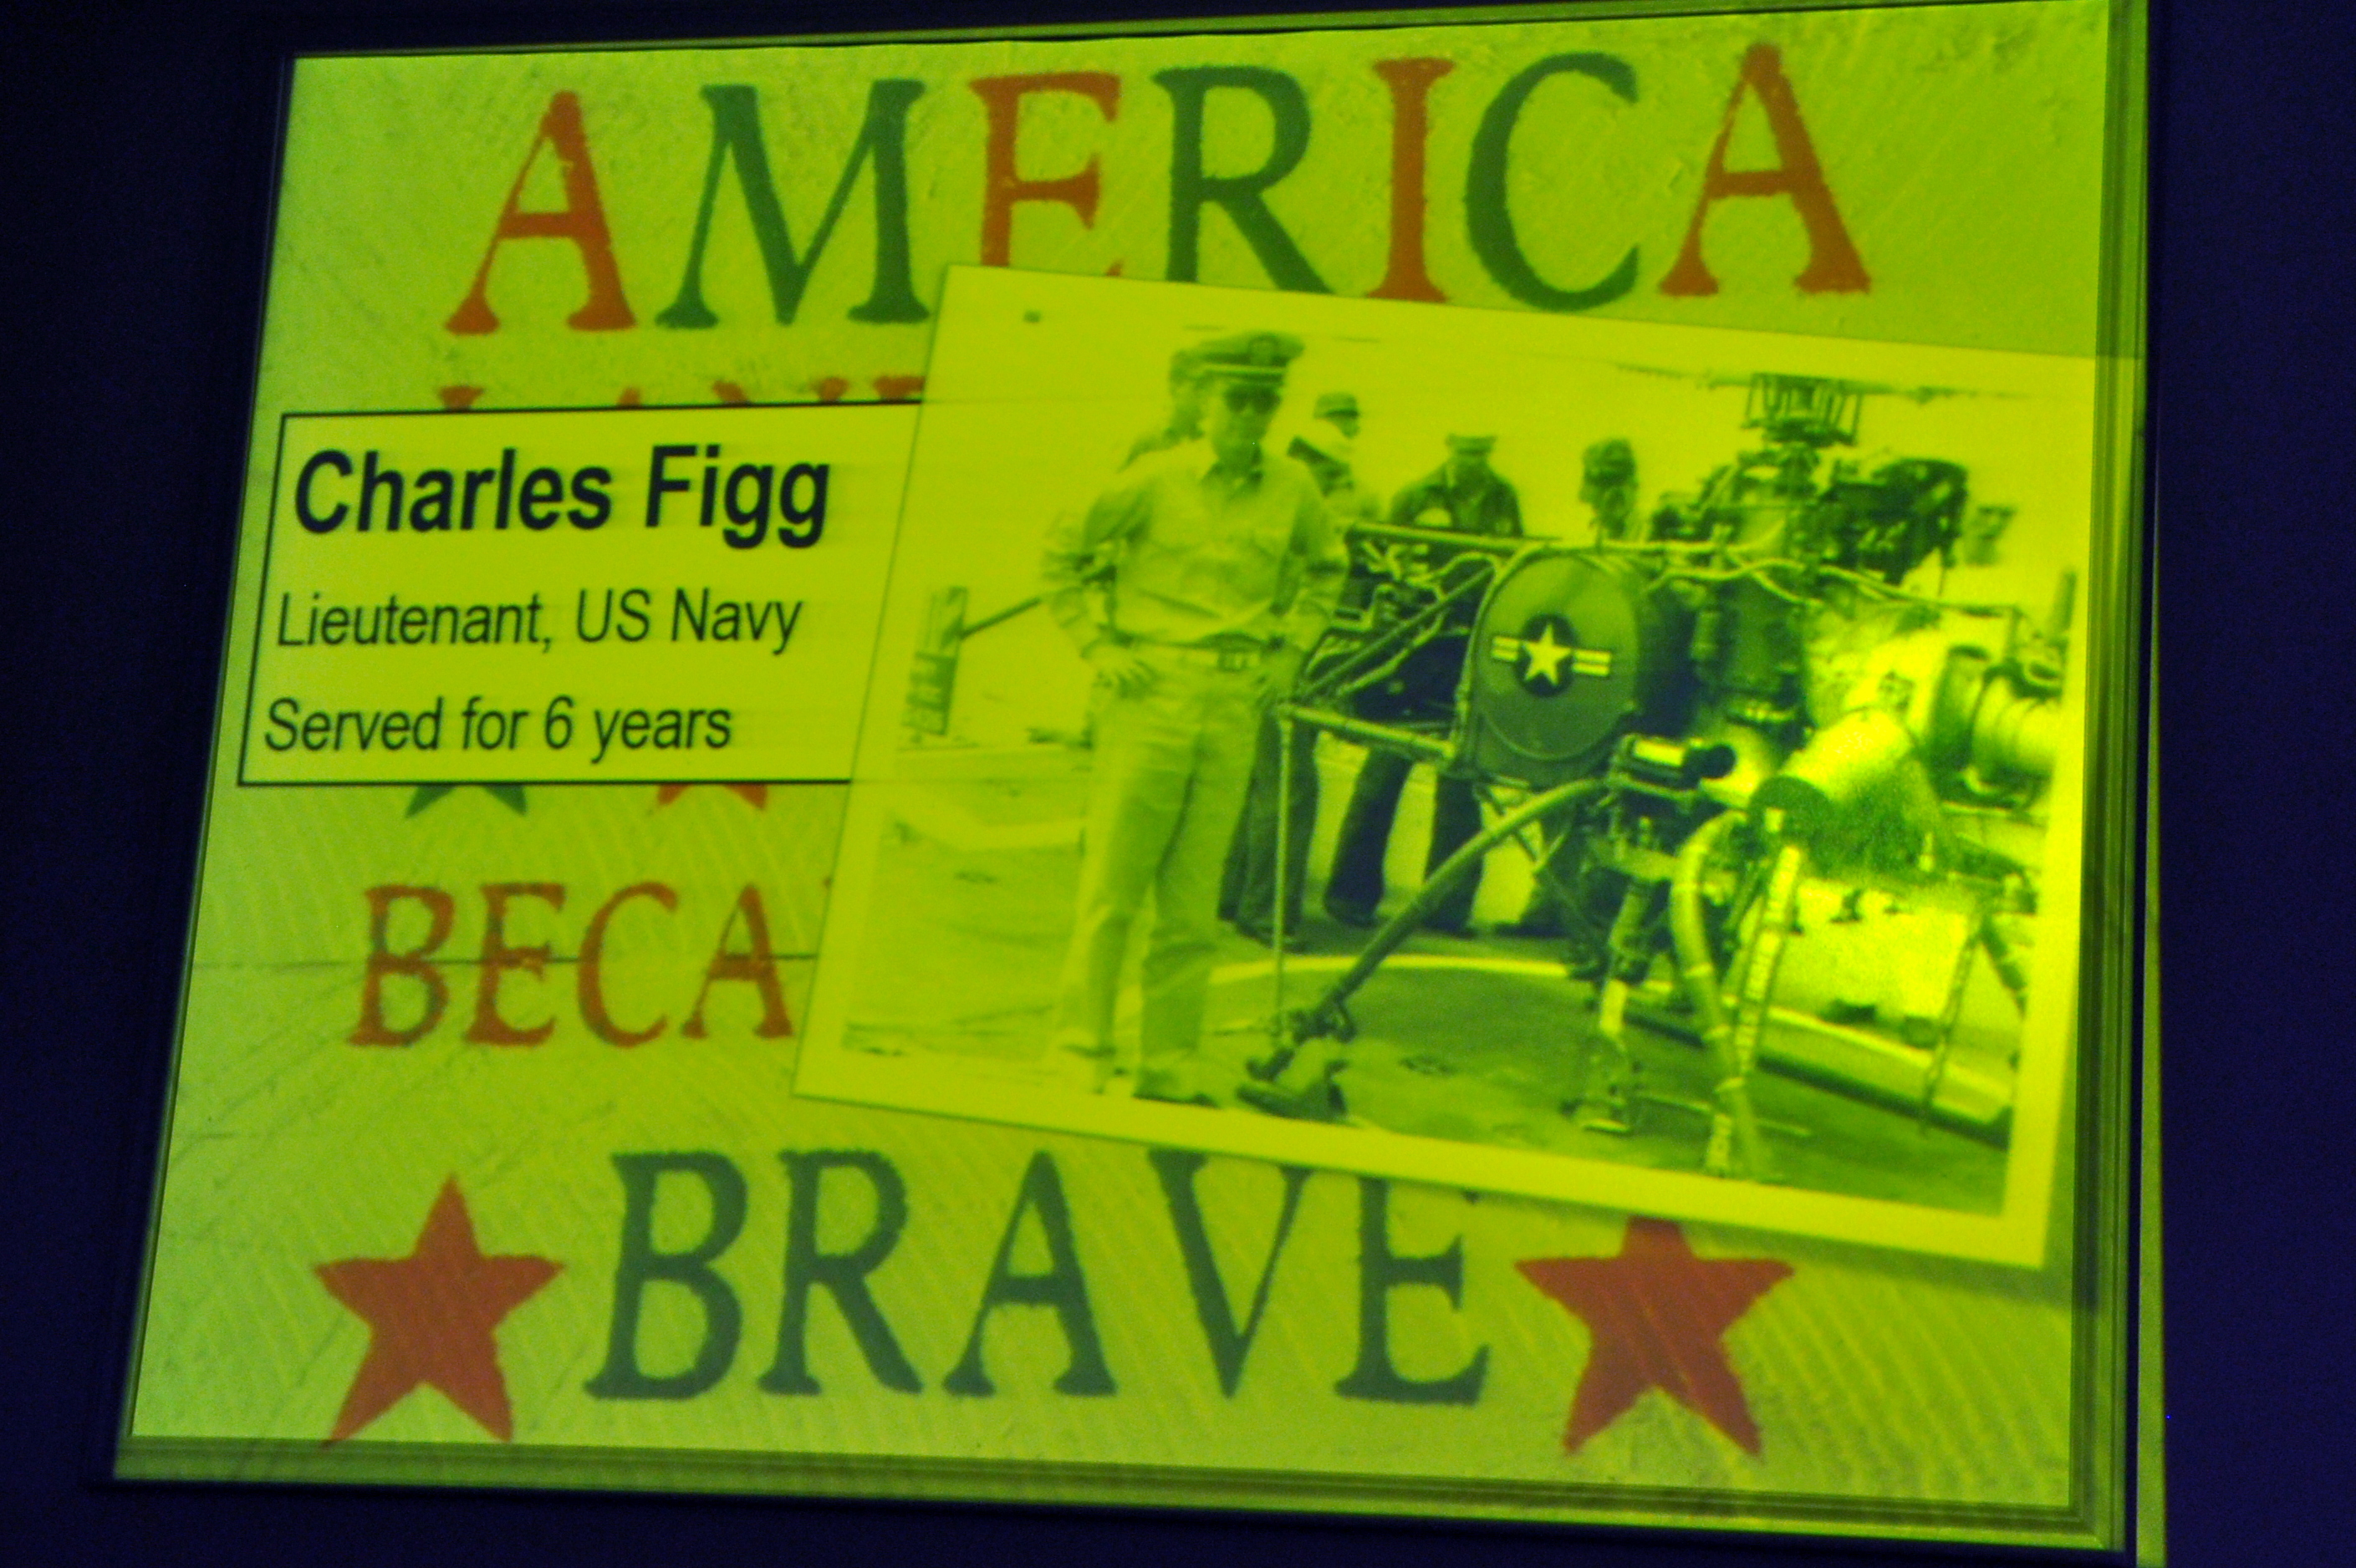 AMERICA
Charles Figg
Lieutenant, US Navy
Served for 6 years
BECA
BRAVE